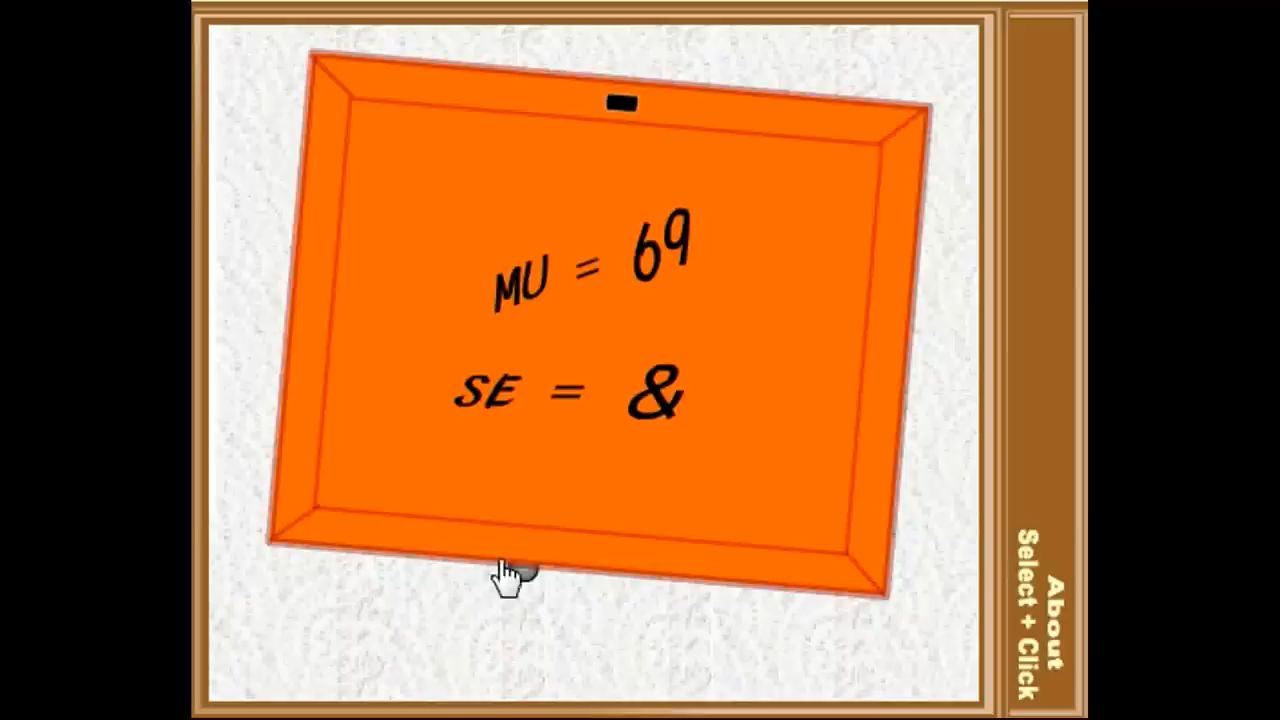 MU = 69
SE = &
About
Select + Click